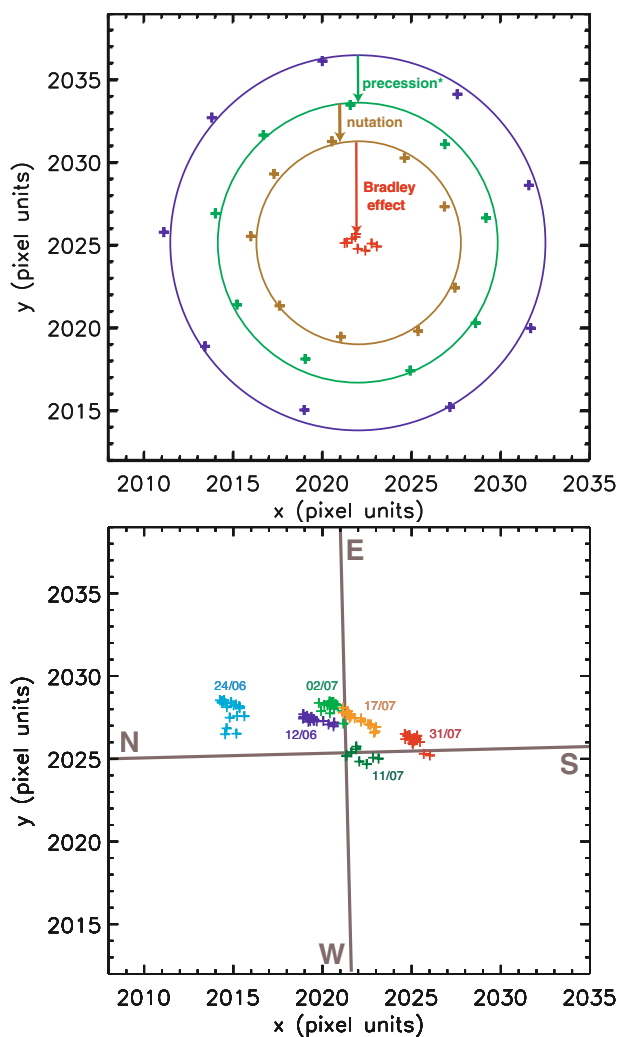 2035
2030
2025
2020
2015
y (pixel units)
precession*
nutation
Bradley
effect
2010 2015 2020 2025 2030 2035
x (pixel units)
2035
2030
2025
2020
2015
y (pixel units)
E
24/06
02/07
17/07
12/06
31/07
N
S
11/07
W
2010 2015 2020 2025 2030 2035
x (pixel units)